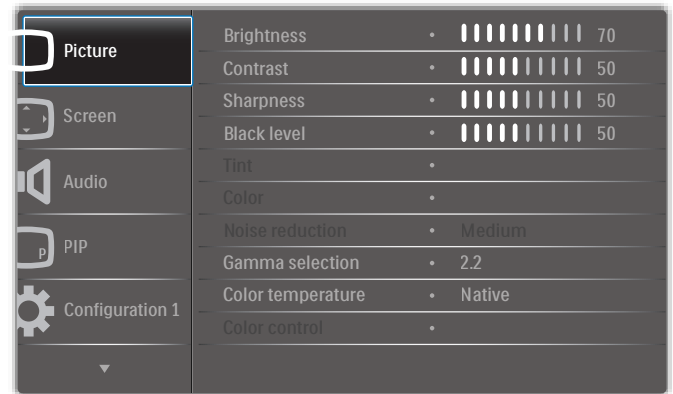 Picture
Screen
Audio
P
PIP
Configuration 1
Brightness • 70
Contrast • 50
Sharpness • 50
Black level • 50
Tint •
Color •
Noise reduction • Medium
Gamma selection • 2.2
Color temperature • Native
Color control •